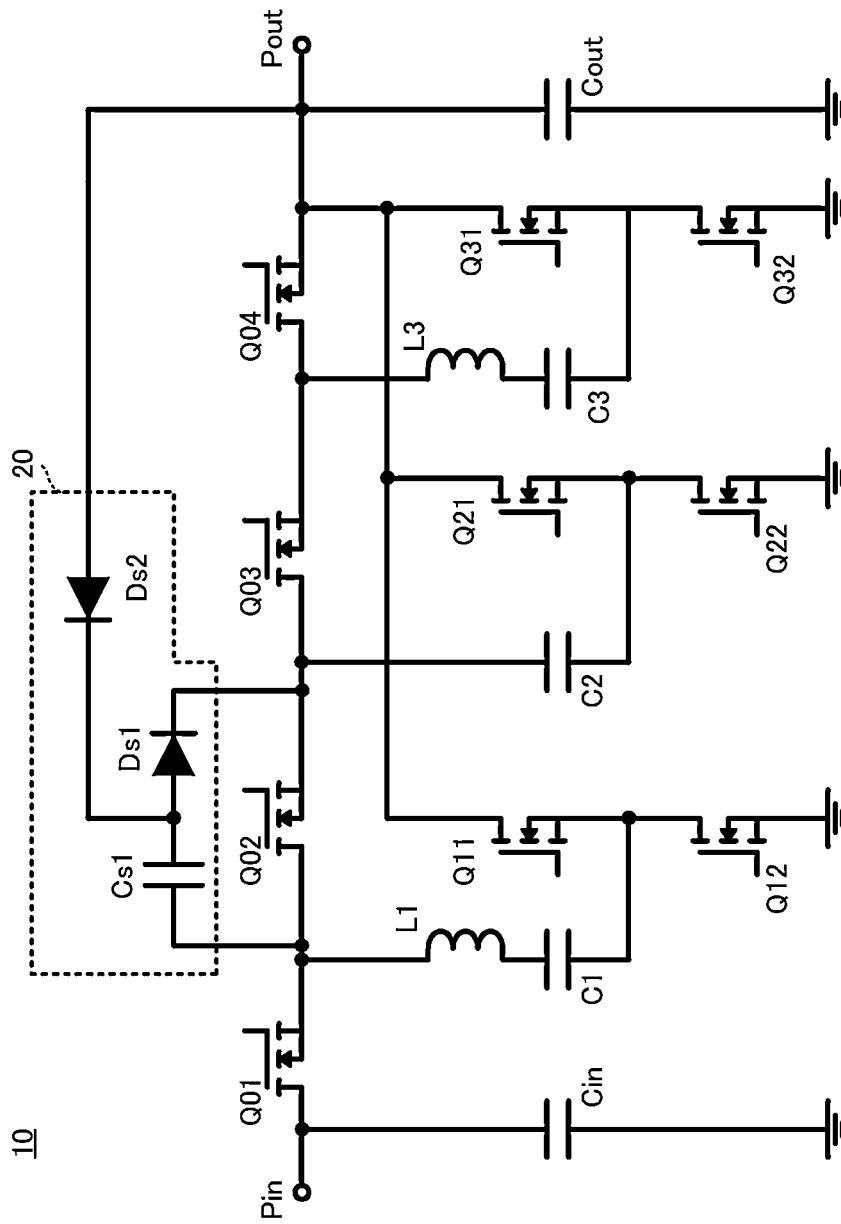 10
20
Ds2
Cs1
Ds1
Pin
Q01
Q02
Q03
Q04
Pout
L1
L3
Q11
Q21
Q31
Cin
C1
C2
C3
Cout
Q12
Q22
Q32